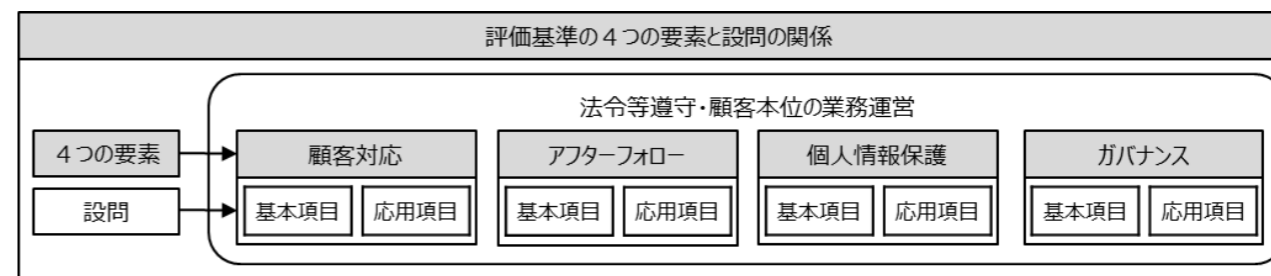 評価基準の４つの要素と設問の関係
法令等遵守・顧客本位の業務運営
４つの要素 顧客対応 アフターフォロー 個人情報保護 ガバナンス
設問 基本項目 応用項目 基本項目 応用項目 基本項目 応用項目 基本項目 応用項目